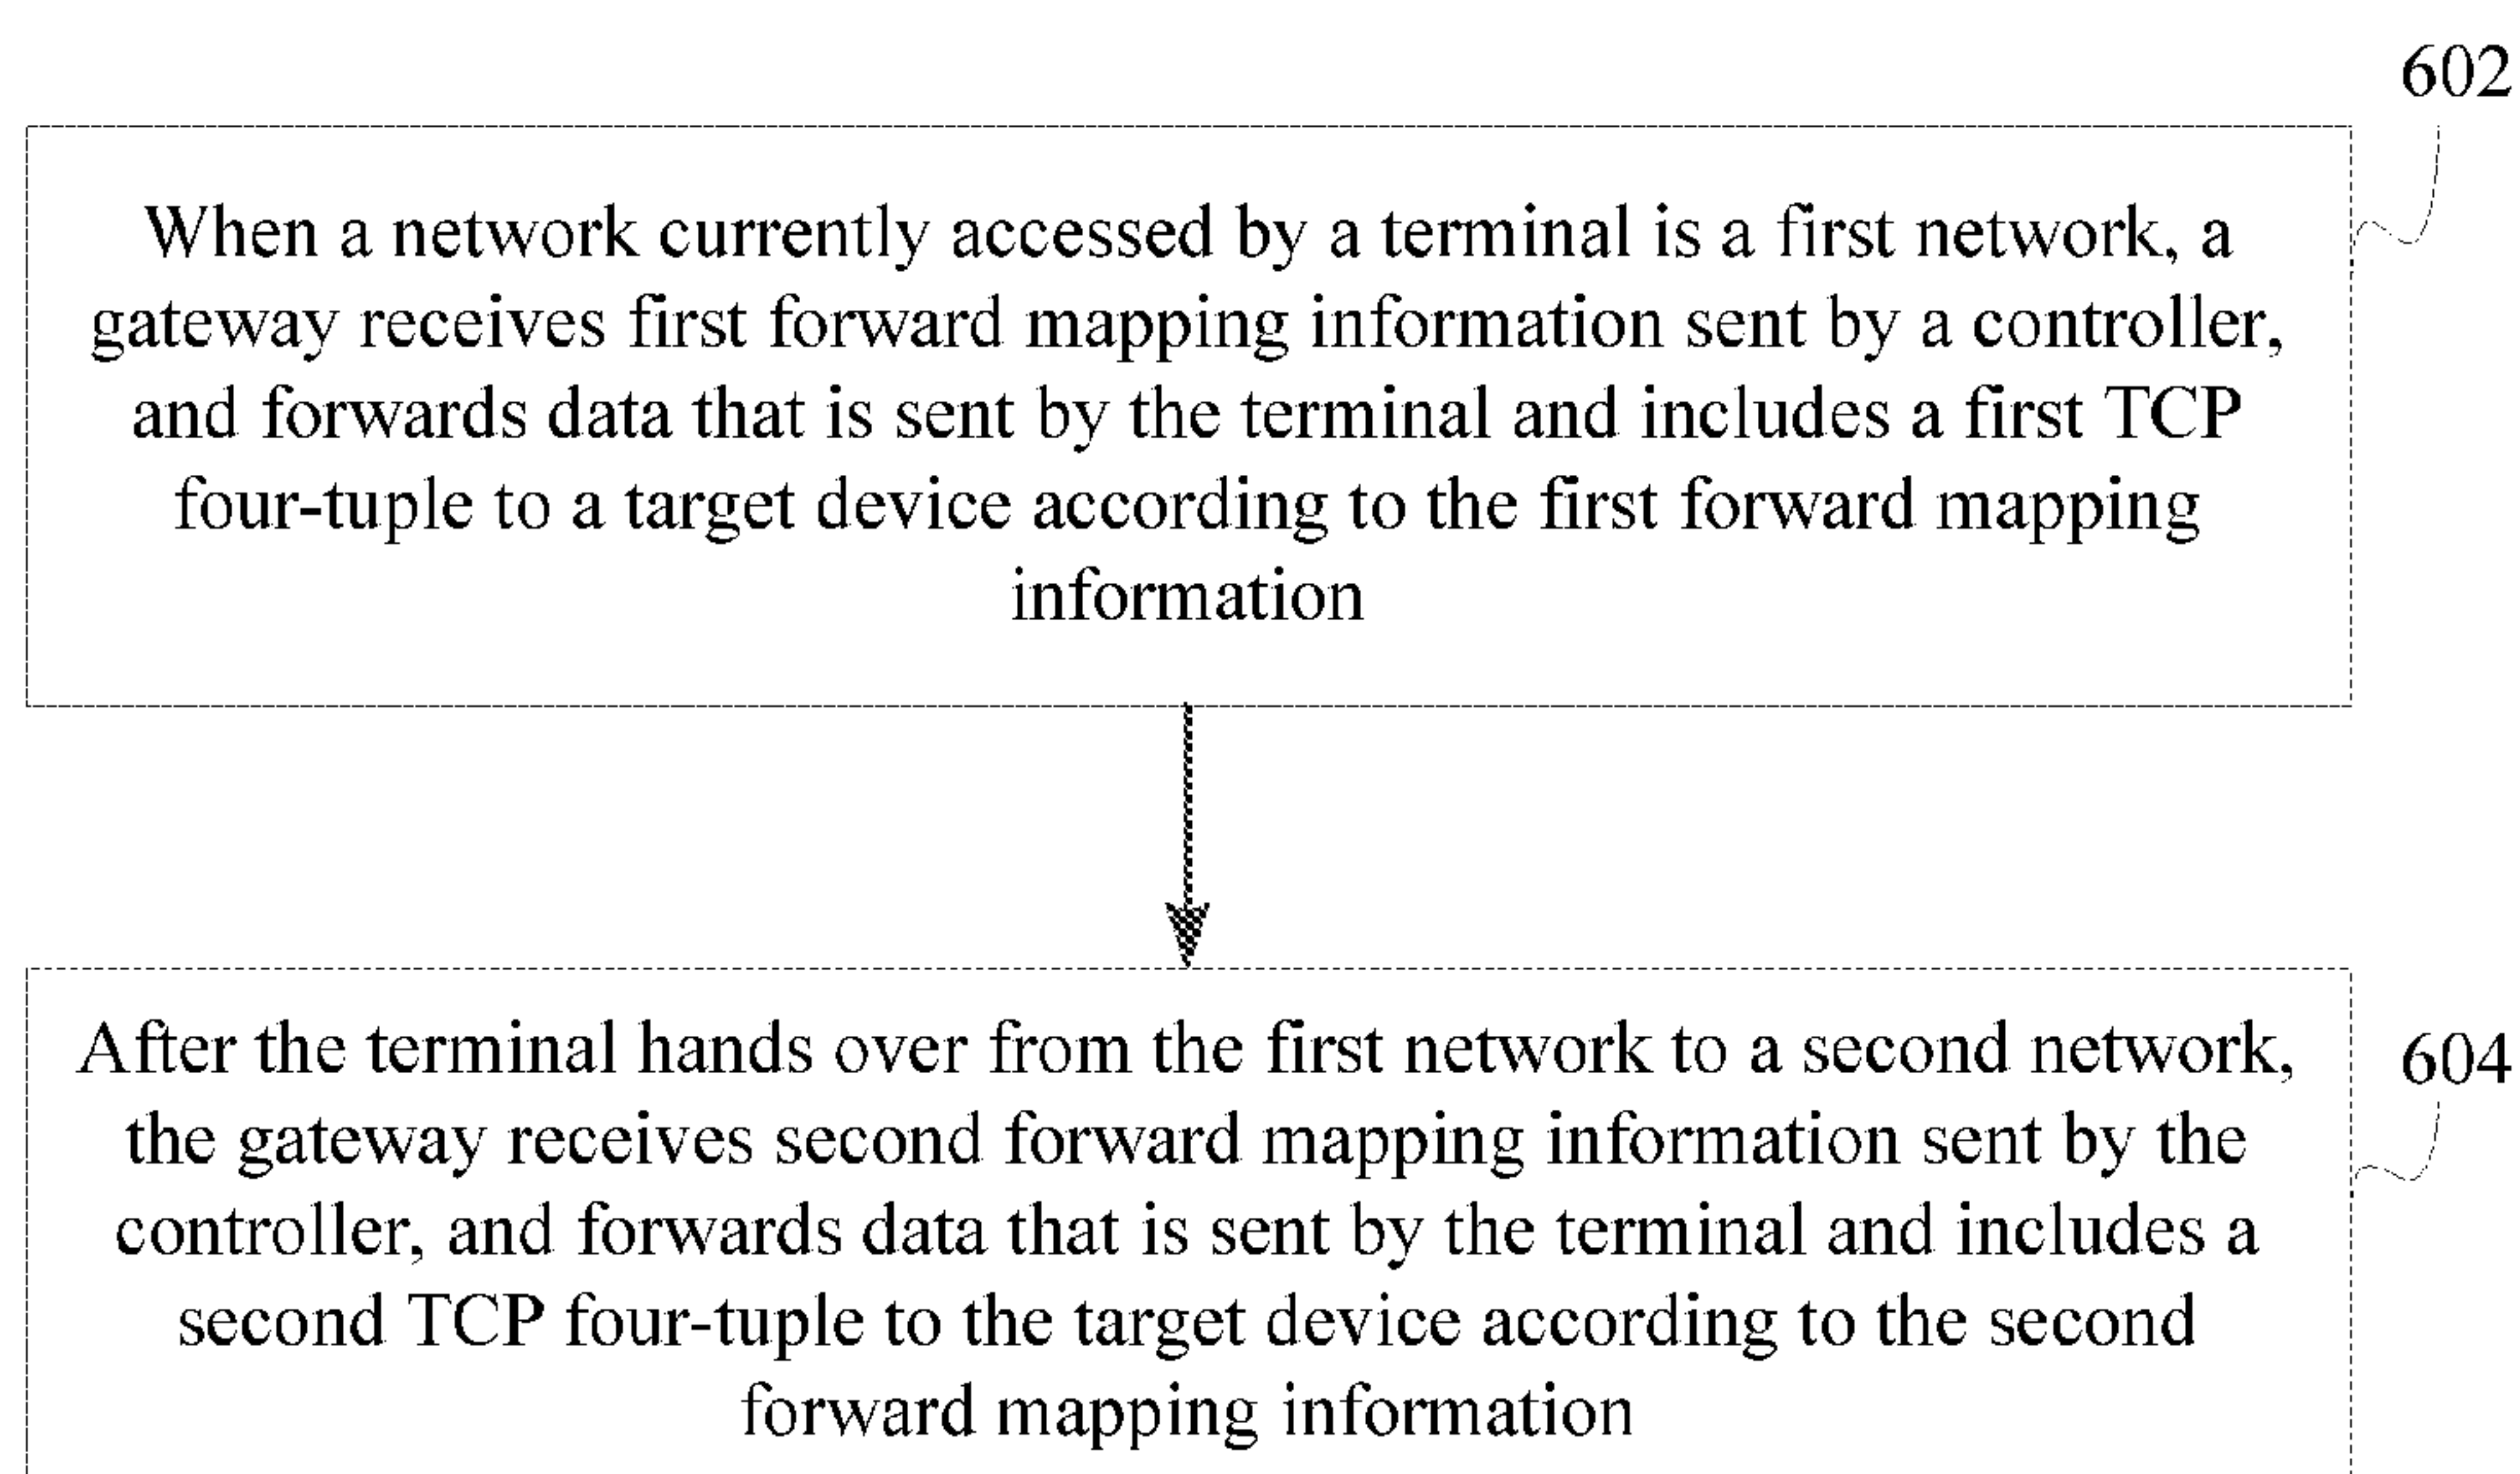 602
When a network currently accessed by a terminal is a first network, a
gateway receives first forward mapping information sent by a controller,
and forwards data that is sent by the terminal and includes a first TCP
four-tuple to a target device according to the first forward mapping
information
After the terminal hands over from the first network to a second network,
604
the gateway receives second forward mapping information sent by the
controller, and forwards data that is sent by the terminal and includes a
second TCP four-tuple to the target device according to the second
forward mapping information